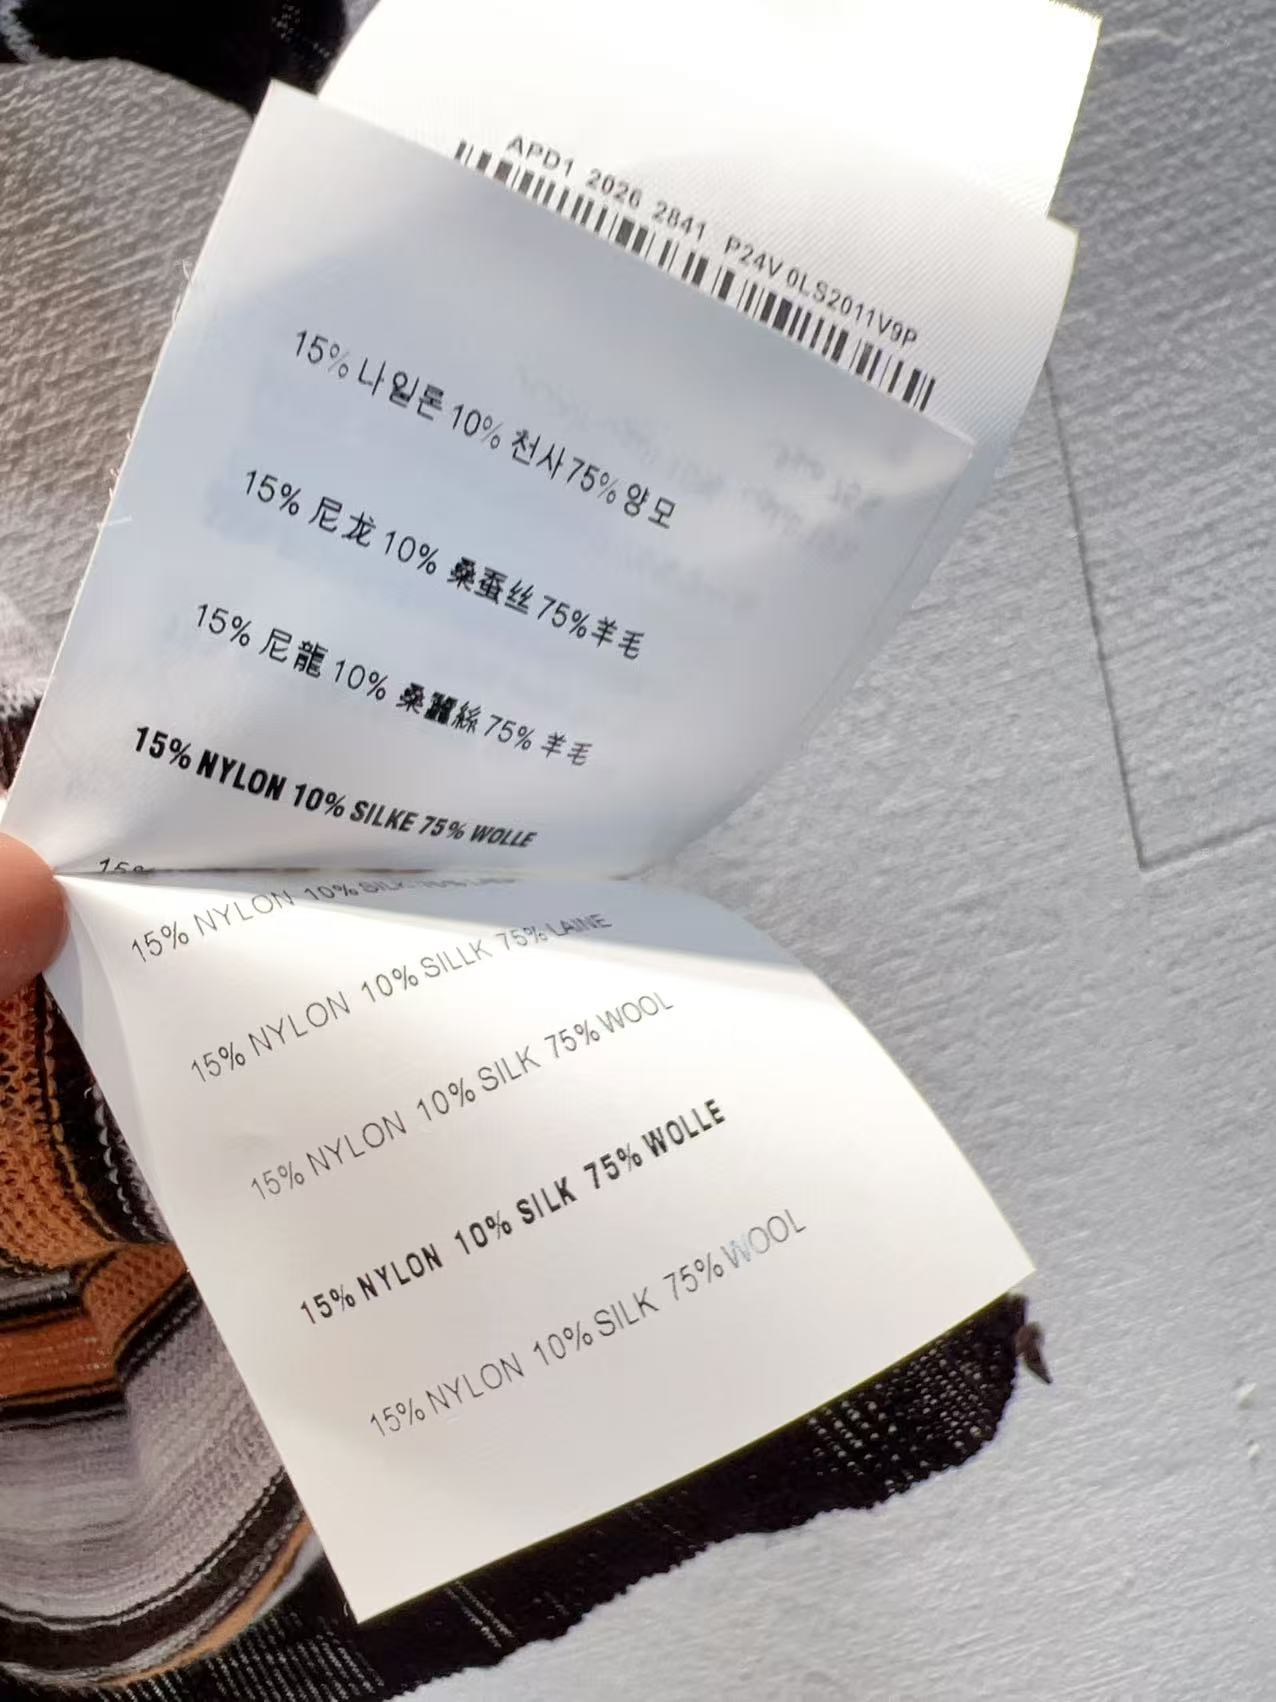 APD1 2026 2841 P24V 0LS2011V9P
15% 나일론 10% 천사 75% 양모
15% 尼龙 10% 桑蚕丝 75% 羊毛
15% 尼龍 10% 桑蠶絲 75% 羊毛
15% NYLON 10% SILKE 75% WOLLE
15%
15% NYLON 10% SILK
15% NYLON 10% SILLK 75% LAINE
15% NYLON 10% SILK 75% WOOL
15% NYLON 10% SILK 75% WOLLE
15% NYLON 10% SILK 75% WOOL